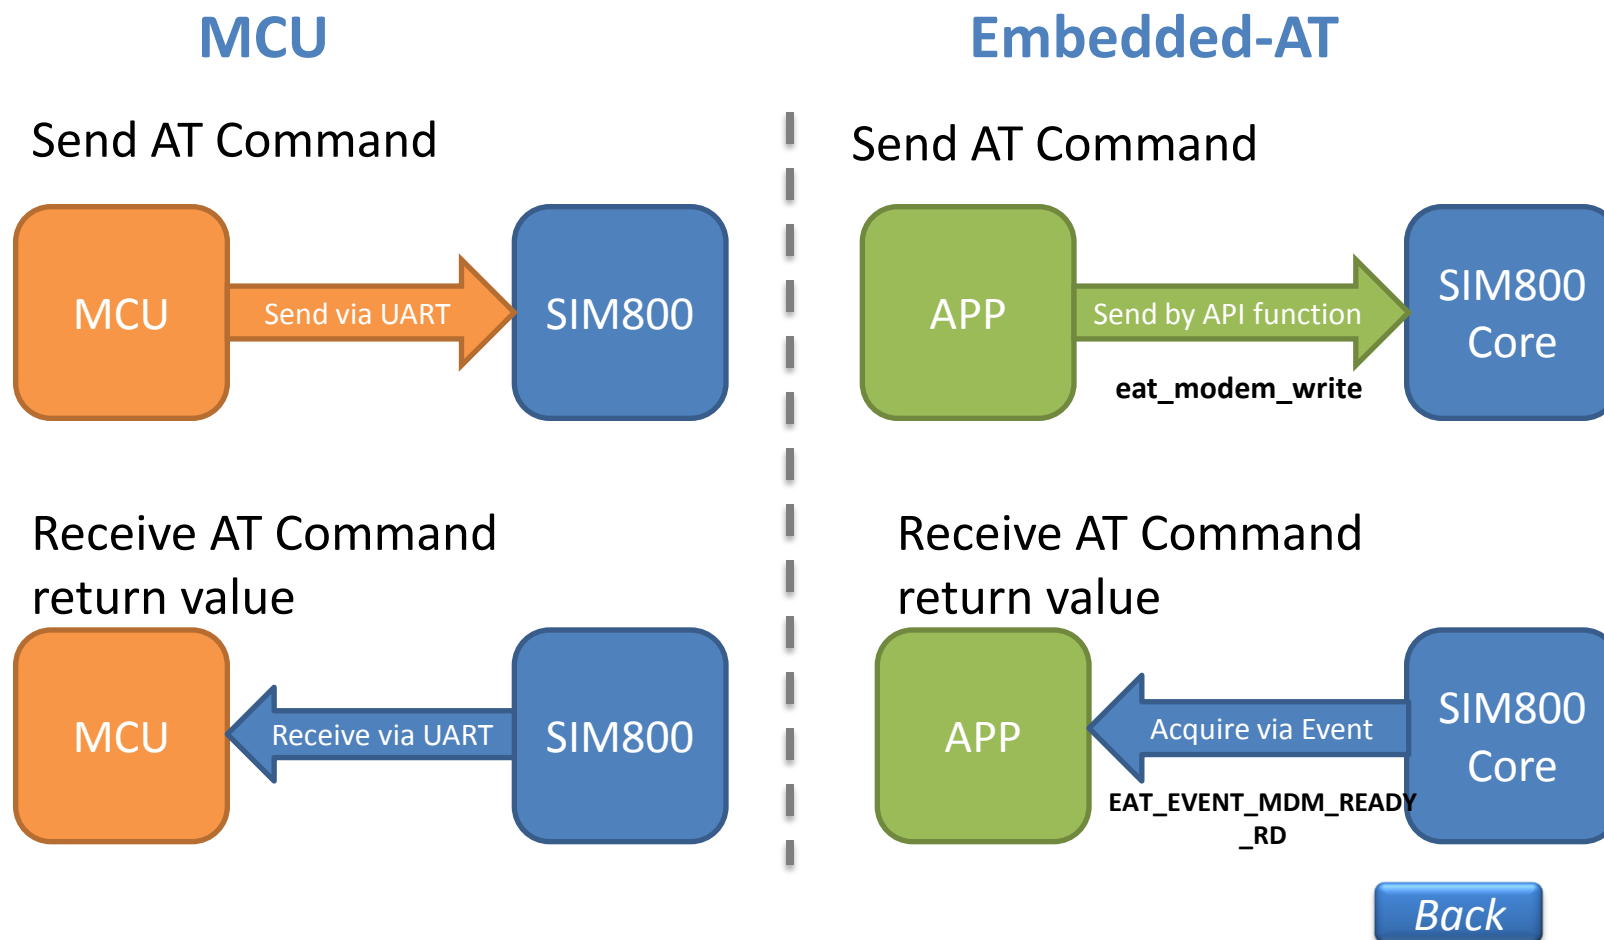 MCU
Embedded-AT
Send AT Command
Send AT Command
MCU
Send via UART
SIM800
APP
Send by API function
SIM800
Core
eat_modem_write
Receive AT Command
return value
Receive AT Command
return value
MCU
Receive via UART
SIM800
APP
Acquire via Event
SIM800
Core
EAT_EVENT_MDM_READY
_RD
Back